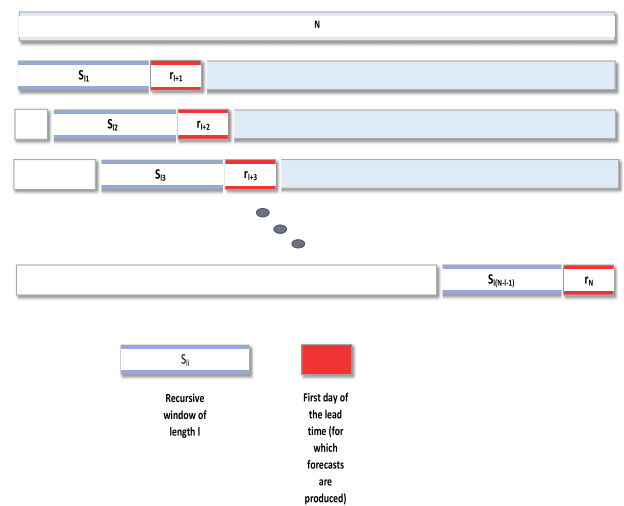 N
Sl1 rl+1
Sl2 rl+2
Sl3 rl+3
Sl(N-l-1) rN
Sli
Recursive
window of
length l
First day of
the lead
time (for
which
forecasts
are
produced)